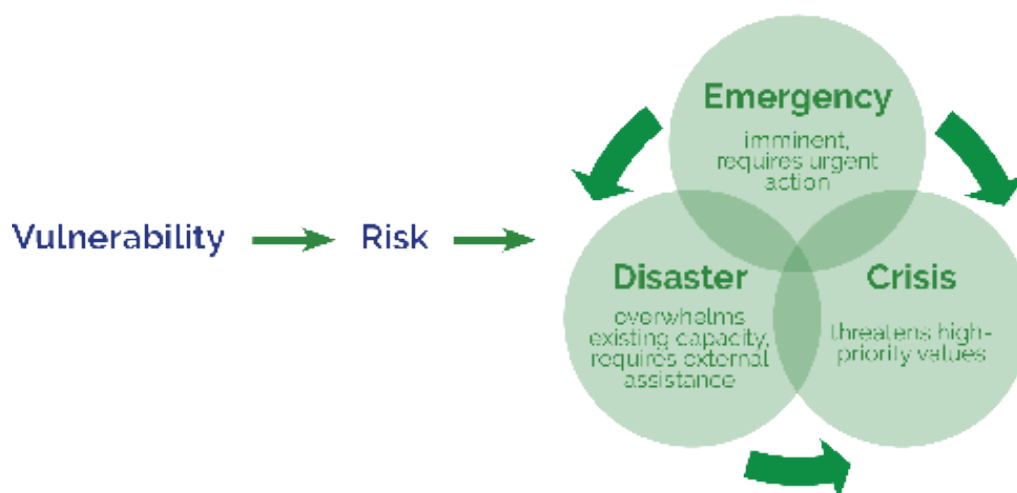 Emergency
imminent,
requires urgent
action
Vulnerability
Risk
Disaster
overwhelms
existing capacity,
requires external
assistance
Crisis
threatens high-
priority values